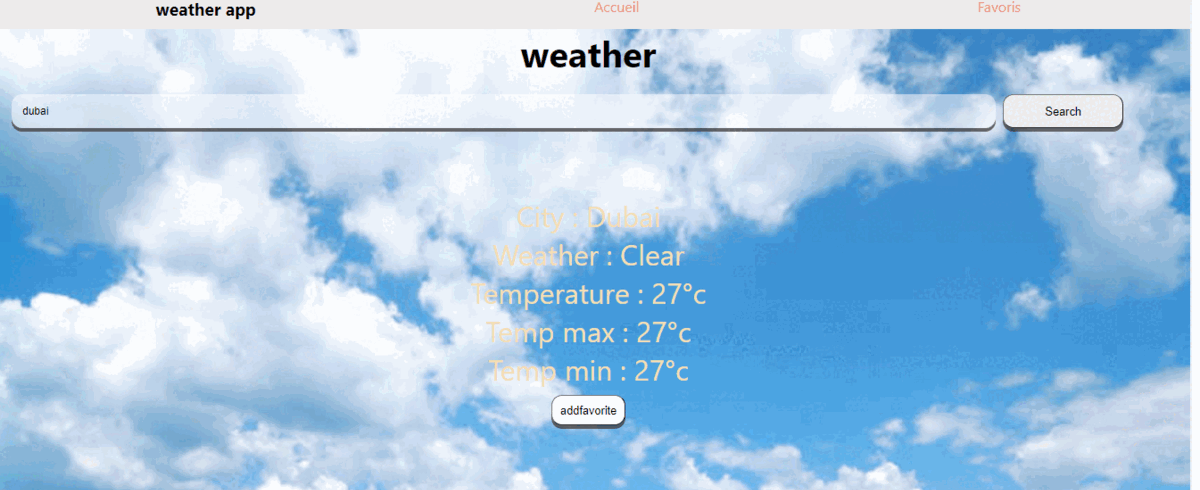 weather app Accueil Favoris
weather
dubai Search
City : Dubai
Weather : Clear
Temperature : 27°c
Temp max : 27°c
Temp min : 27°c
addfavorite